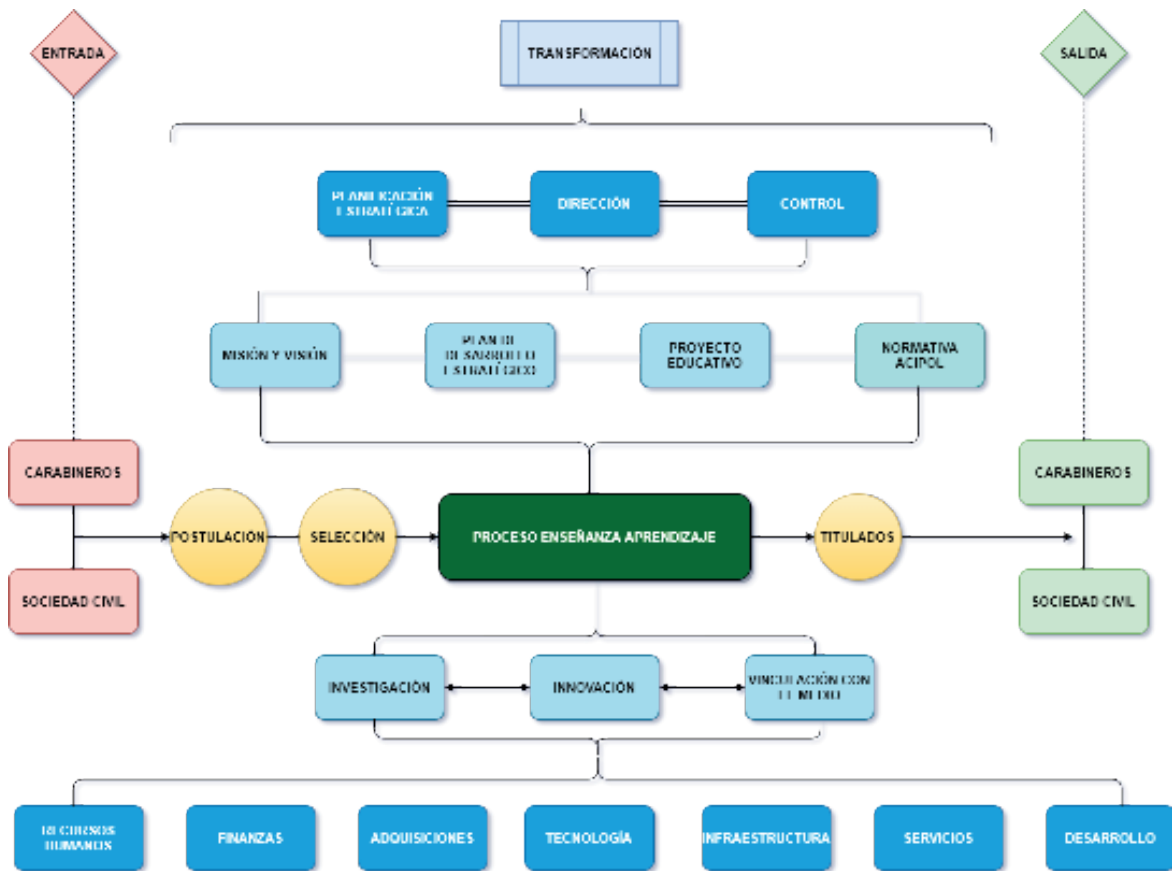 ENTRADA
TRANSFORMACIÓN
SALIDA
PLANIFICACIÓN
ESTRATÉGICA
DIRECCIÓN
CONTROL
MISIÓN Y VISIÓN
PLAN DE
DESARROLLO
ESTRATÉGICO
PROYECTO
EDUCATIVO
NORMATIVA
ACIPOL
CARABINEROS
CARABINEROS
POSTULACIÓN
SELECCIÓN
PROCESO ENSEÑANZA APRENDIZAJE
TITULADOS
SOCIEDAD CIVIL
SOCIEDAD CIVIL
INVESTIGACIÓN
INNOVACIÓN
VINCULACIÓN CON
EL MEDIO
RECURSOS
HUMANOS
FINANZAS
ADQUISICIONES
TECNOLOGÍA
INFRAESTRUCTURA
SERVICIOS
DESARROLLO